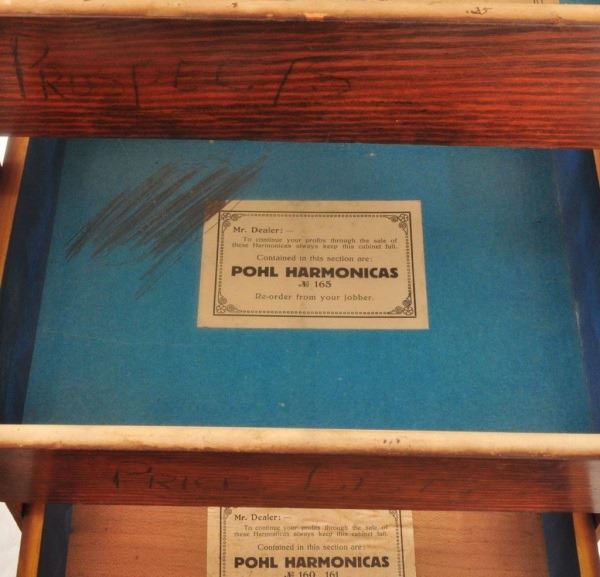 PROSPECTS
Mr. Dealer: —
To continue your profits through the sale of
these Harmonicas always keep this cabinet full.
Contained in this section are:
POHL HARMONICAS
№ 165
Re-order from your jobber.
Mr. Dealer: —
To continue your profits through the sale of
these Harmonicas always keep this cabinet full.
Contained in this section are:
POHL HARMONICAS
№ 160 161